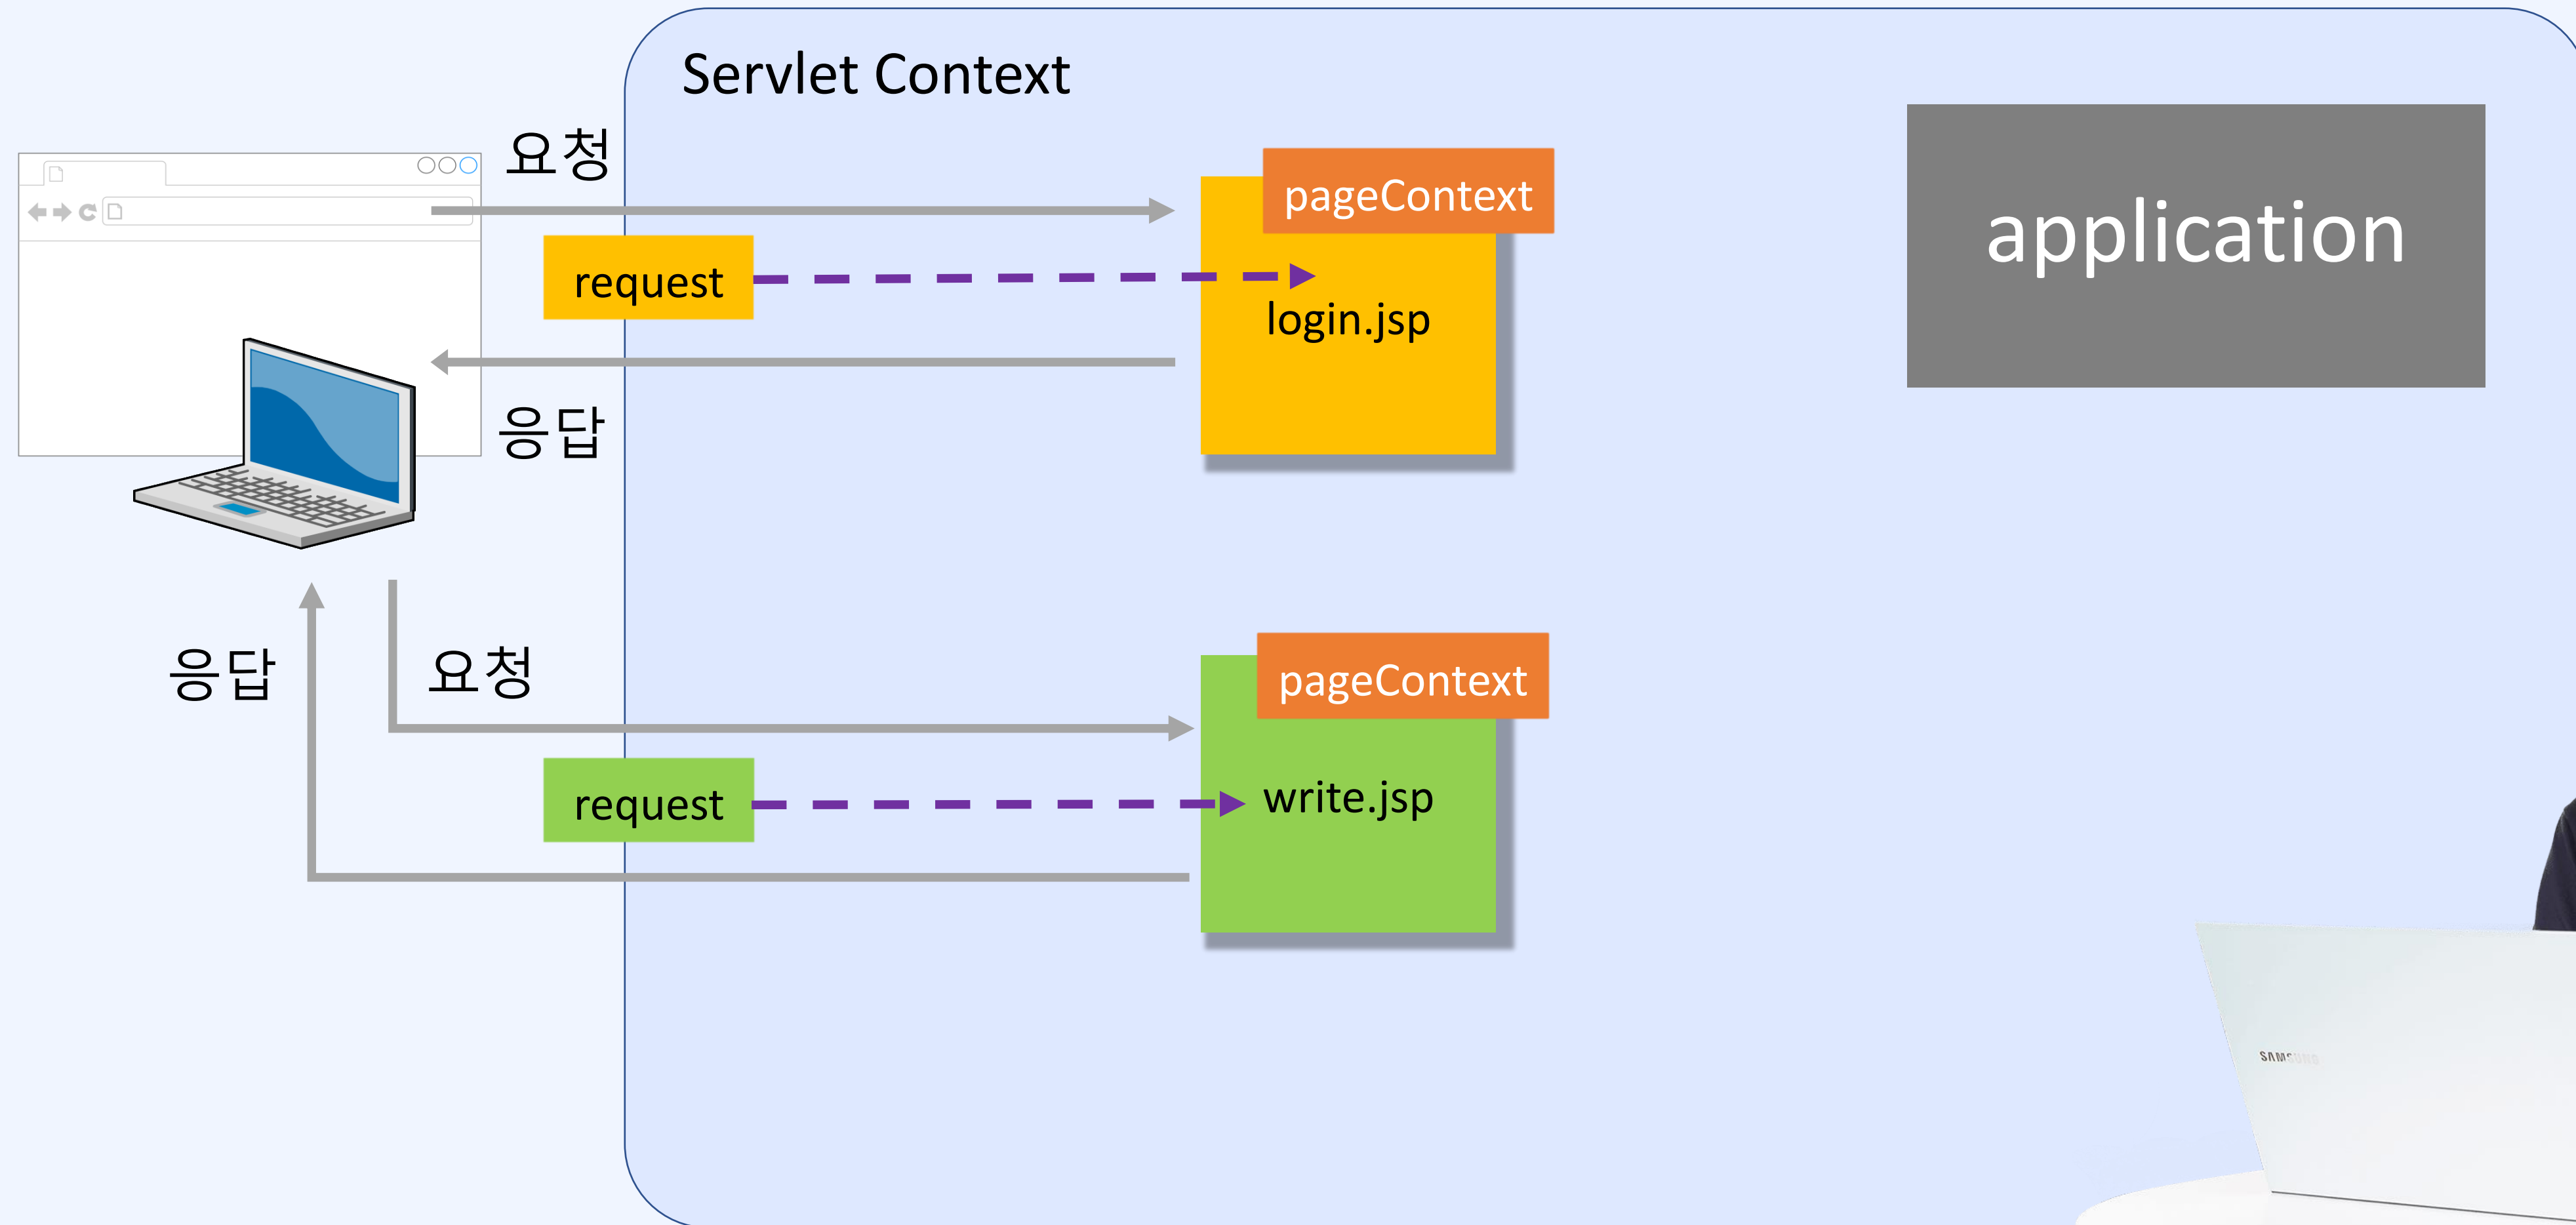 Servlet Context
요청
pageContext
application
request
login.jsp
응답
응답
요청
pageContext
request
write.jsp
SAMSUNG